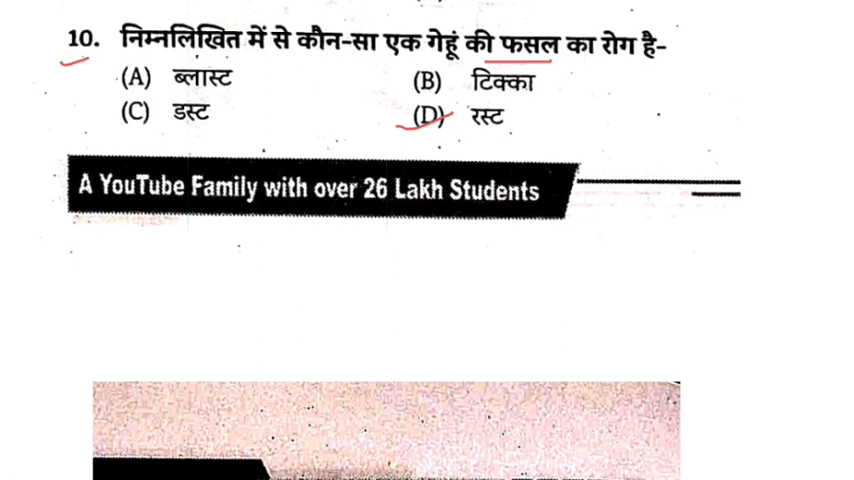 10. निम्नलिखित में से कौन-सा एक गेहूं की फसल का रोग है-
(A) ब्लास्ट (B) टिक्का
(C) डस्ट (D) रस्ट
A YouTube Family with over 26 Lakh Students